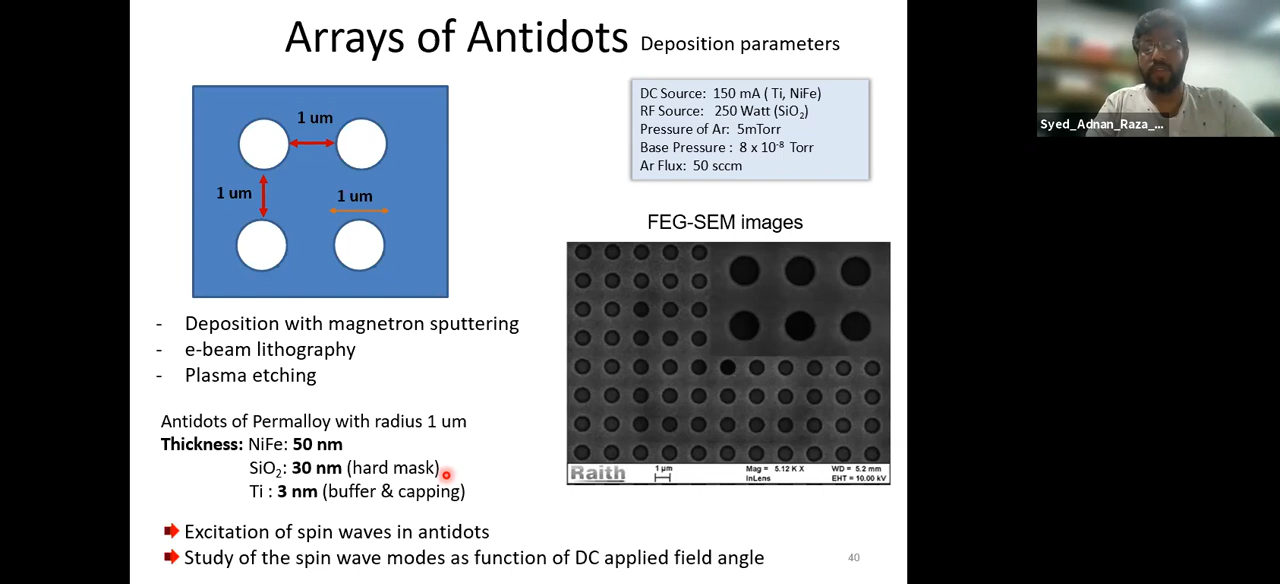 Arrays of Antidots
Deposition parameters
DC Source: 150 mA ( Ti, NiFe)
RF Source: 250 Watt (SiO₂)
Pressure of Ar: 5mTorr
Base Pressure : 8 x 10⁻⁸ Torr
Ar Flux: 50 sccm
Syed_Adnan_Raza_...
1 um
1 um
1 um
FEG-SEM images
- Deposition with magnetron sputtering
- e-beam lithography
- Plasma etching
Antidots of Permalloy with radius 1 um
Thickness: NiFe: 50 nm
SiO₂: 30 nm (hard mask)
Ti : 3 nm (buffer & capping)
Raith
1 µm
Mag = 5.12 K X
InLens
WD = 5.2 mm
EHT = 10.00 kV
Excitation of spin waves in antidots
Study of the spin wave modes as function of DC applied field angle
40